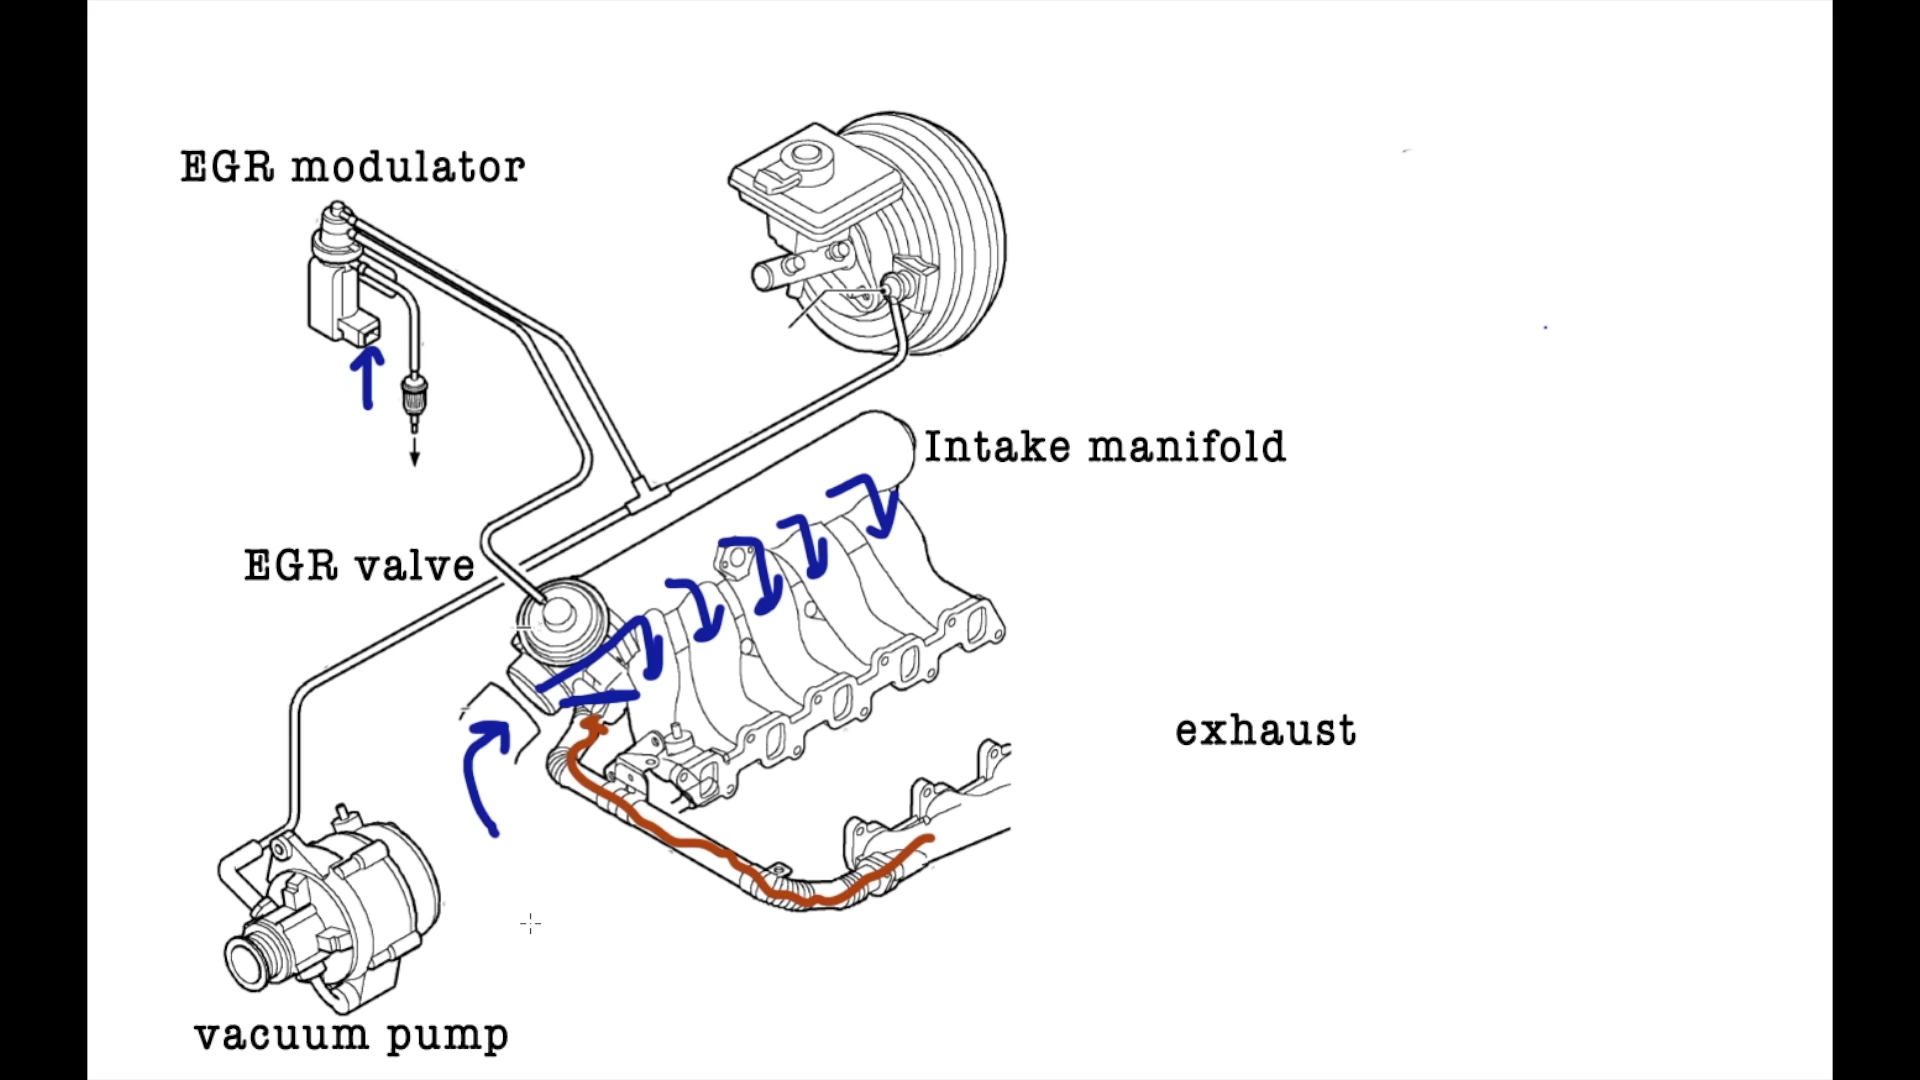 EGR modulator
Intake manifold
EGR valve
exhaust
vacuum pump